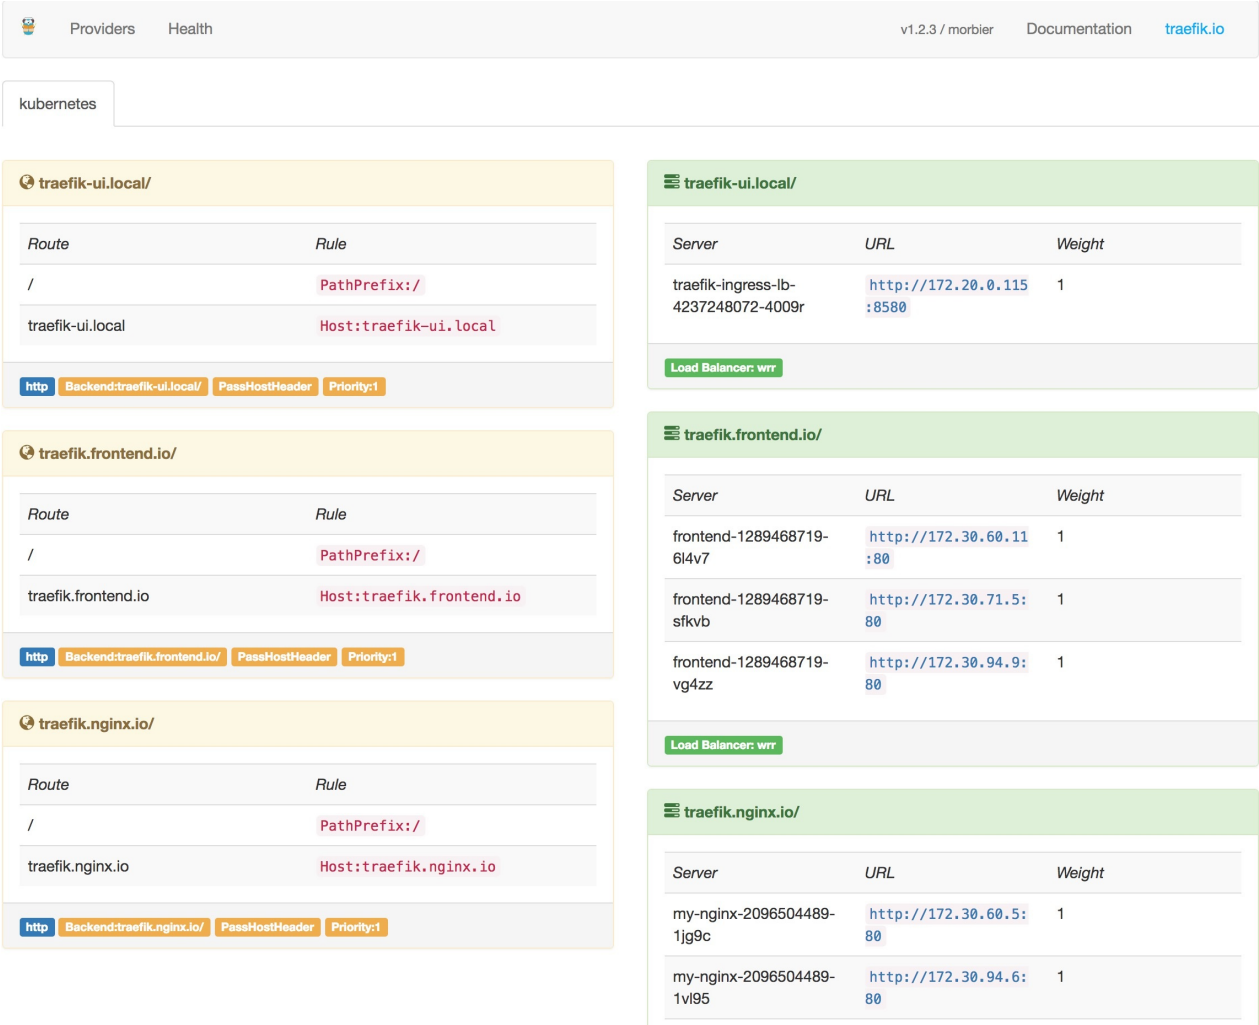 Providers Health v1.2.3 / morbier Documentation traefik.io
kubernetes
traefik-ui.local/
Route Rule
/ PathPrefix:/
traefik-ui.local Host:traefik-ui.local
http Backend:traefik-ui.local/ PassHostHeader Priority:1
traefik.frontend.io/
Route Rule
/ PathPrefix:/
traefik.frontend.io Host:traefik.frontend.io
http Backend:traefik.frontend.io/ PassHostHeader Priority:1
traefik.nginx.io/
Route Rule
/ PathPrefix:/
traefik.nginx.io Host:traefik.nginx.io
http Backend:traefik.nginx.io/ PassHostHeader Priority:1
traefik-ui.local/
Server URL Weight
traefik-ingress-lb- http://172.20.0.115 1
4237248072-4009r :8580
Load Balancer: wrr
traefik.frontend.io/
Server URL Weight
frontend-1289468719- http://172.30.60.11 1
6l4v7 :80
frontend-1289468719- http://172.30.71.5: 1
sfkvb 80
frontend-1289468719- http://172.30.94.9: 1
vg4zz 80
Load Balancer: wrr
traefik.nginx.io/
Server URL Weight
my-nginx-2096504489- http://172.30.60.5: 1
1jg9c 80
my-nginx-2096504489- http://172.30.94.6: 1
1vl95 80